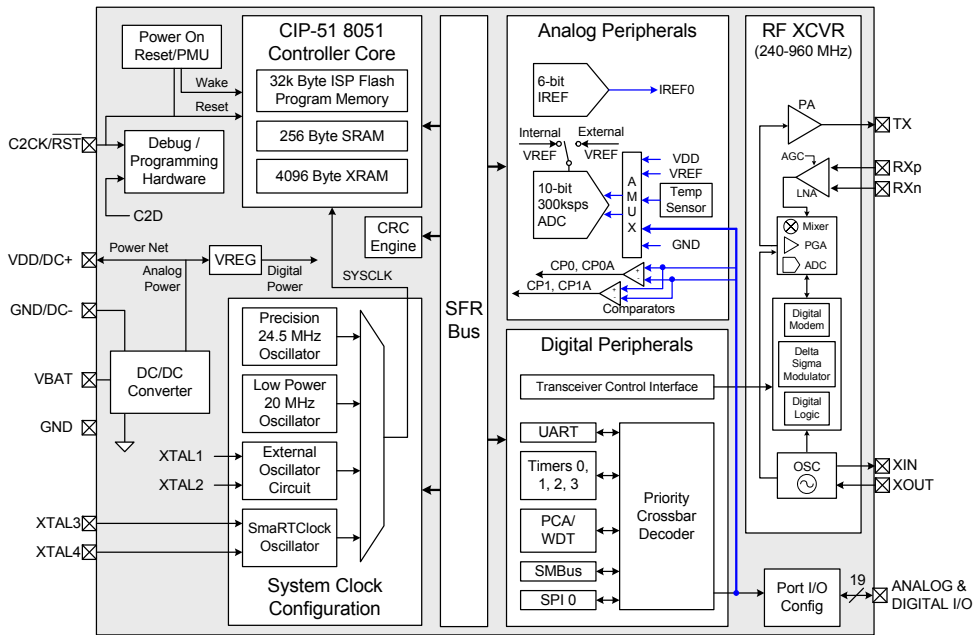 Power On
Reset/PMU
Wake
Reset
C2CK/RST
Debug /
Programming
Hardware
C2D
VDD/DC+
Power Net
Analog
Power
VREG
Digital
Power
GND/DC-
VBAT
DC/DC
Converter
GND
XTAL1
XTAL2
XTAL3
XTAL4
CIP-51 8051
Controller Core
32k Byte ISP Flash
Program Memory
256 Byte SRAM
4096 Byte XRAM
CRC
Engine
SYSCLK
Precision
24.5 MHz
Oscillator
Low Power
20 MHz
Oscillator
External
Oscillator
Circuit
SmaRTClock
Oscillator
System Clock
Configuration
SFR
Bus
Analog Peripherals
6-bit
IREF
IREF0
Internal
VREF
External
VREF
10-bit
300ksps
ADC
A
M
U
X
VDD
VREF
Temp
Sensor
GND
CP0, CP0A
CP1, CP1A
+
-
+
-
Comparators
Digital Peripherals
Transceiver Control Interface
UART
Timers 0,
1, 2, 3
PCA/
WDT
SMBus
SPI 0
Priority
Crossbar
Decoder
RF XCVR
(240-960 MHz)
PA
TX
AGC
LNA
RXp
RXn
Mixer
PGA
ADC
Digital
Modem
Delta
Sigma
Modulator
Digital
Logic
OSC
XIN
XOUT
Port I/O
Config
19
ANALOG &
DIGITAL I/O